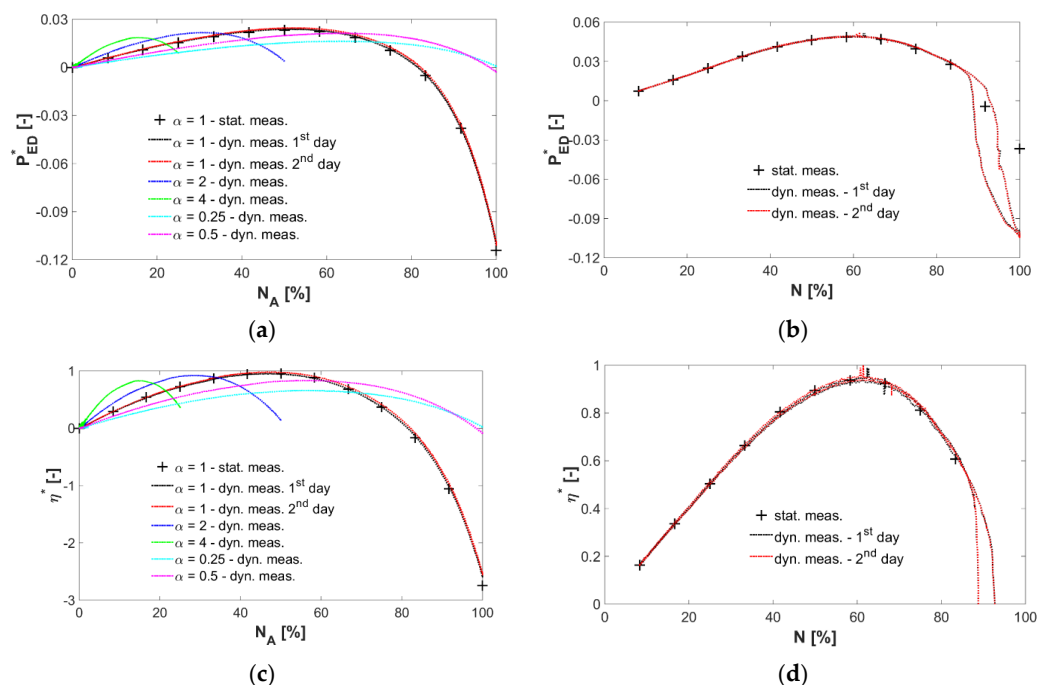 0.03
0
-0.03
-0.06
-0.09
-0.12
P*ED [-]
α = 1 - stat. meas.
α = 1 - dyn. meas. 1st day
α = 1 - dyn. meas. 2nd day
α = 2 - dyn. meas.
α = 4 - dyn. meas.
α = 0.25 - dyn. meas.
α = 0.5 - dyn. meas.
0 20 40 60 80 100
NA [%]
(a)
0.06
0.03
0
-0.03
-0.06
-0.09
-0.12
P*ED [-]
stat. meas.
dyn. meas. - 1st day
dyn. meas. - 2nd day
0 20 40 60 80 100
N [%]
(b)
1
0
-1
-2
-3
η* [-]
α = 1 - stat. meas.
α = 1 - dyn. meas. 1st day
α = 1 - dyn. meas. 2nd day
α = 2 - dyn. meas.
α = 4 - dyn. meas.
α = 0.25 - dyn. meas.
α = 0.5 - dyn. meas.
0 20 40 60 80 100
NA [%]
(c)
1
0.8
0.6
0.4
0.2
0
η* [-]
stat. meas.
dyn. meas. - 1st day
dyn. meas. - 2nd day
0 20 40 60 80 100
N [%]
(d)